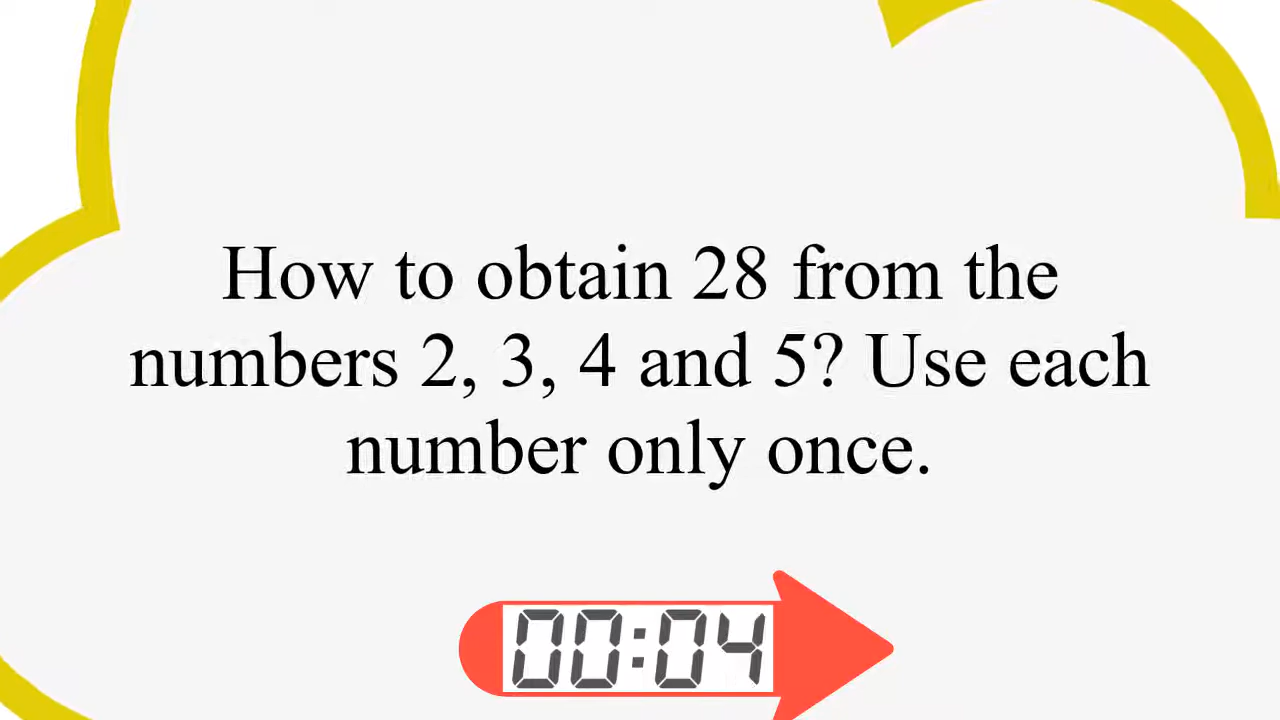 How to obtain 28 from the
numbers 2, 3, 4 and 5? Use each
number only once.
00:04